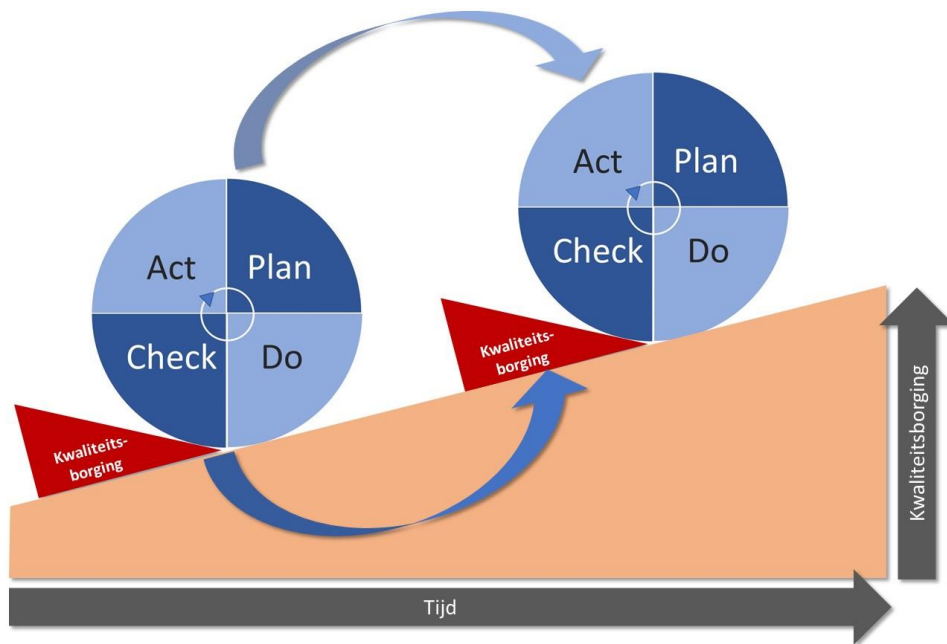 Act
Plan
Check
Do
Kwaliteits-
borging
Act
Plan
Check
Do
Kwaliteits-
borging
Kwaliteitsborging
Tijd